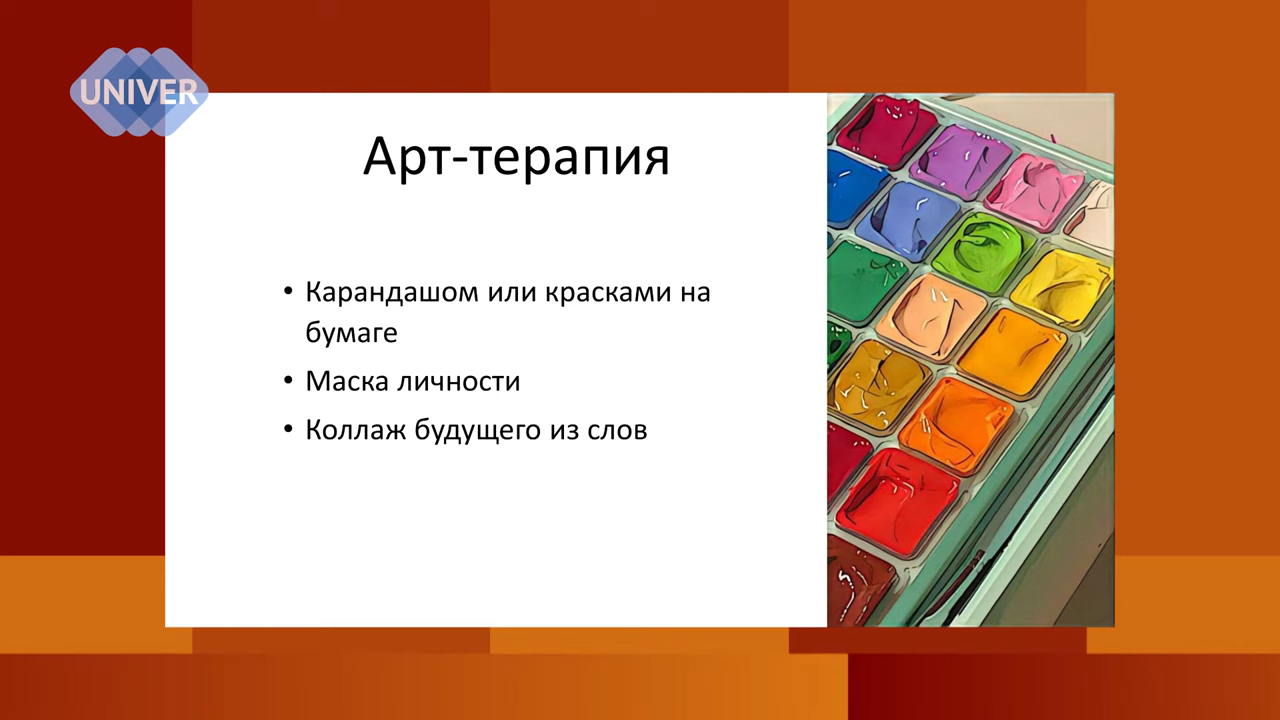 UNIVER
Арт-терапия
• Карандашом или красками на
бумаге
• Маска личности
• Коллаж будущего из слов